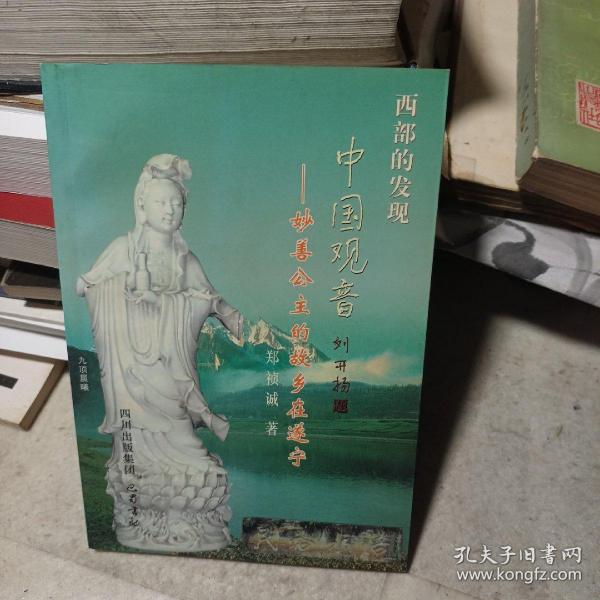 西部的发现
中国观音
——妙善公主的故乡在遂宁
刘开扬题
郑祯诚 著
九顶晨曦
四川出版集团
巴蜀书社
孔夫子旧书网
www.kongfz.com